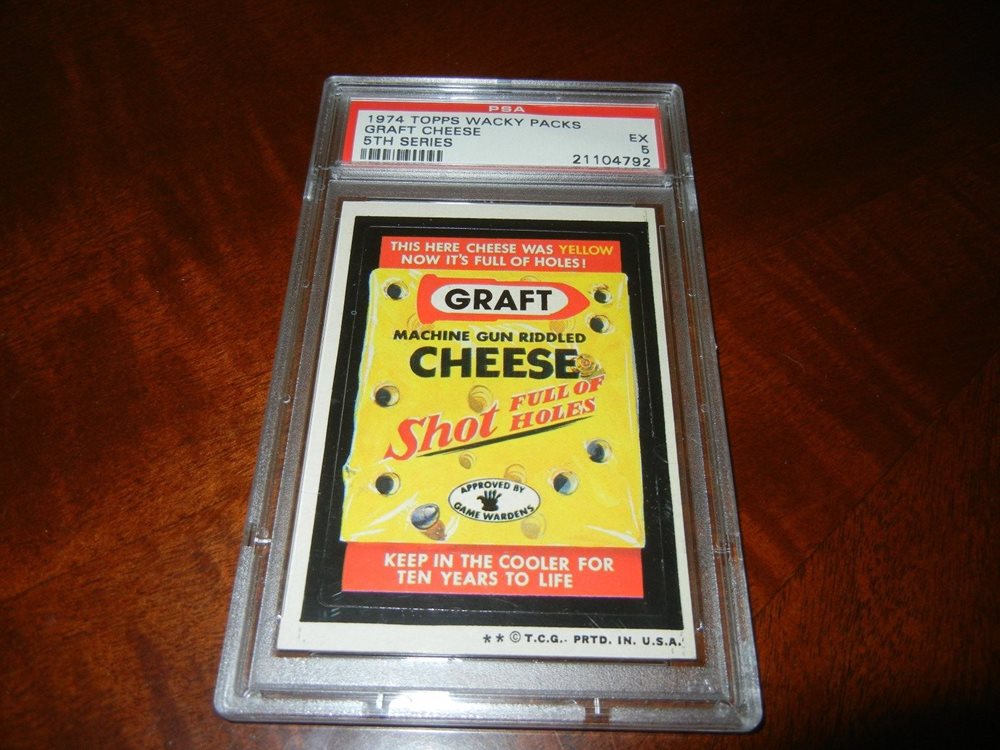 PSA
1974 TOPPS WACKY PACKS
GRAFT CHEESE EX
5TH SERIES 5
21104792
THIS HERE CHEESE WAS YELLOW
NOW IT'S FULL OF HOLES!
GRAFT
MACHINE GUN RIDDLED
CHEESE
Shot FULL OF
HOLES
APPROVED BY
GAME WARDENS
KEEP IN THE COOLER FOR
TEN YEARS TO LIFE
** © T.C.G. PRTD. IN. U.S.A.